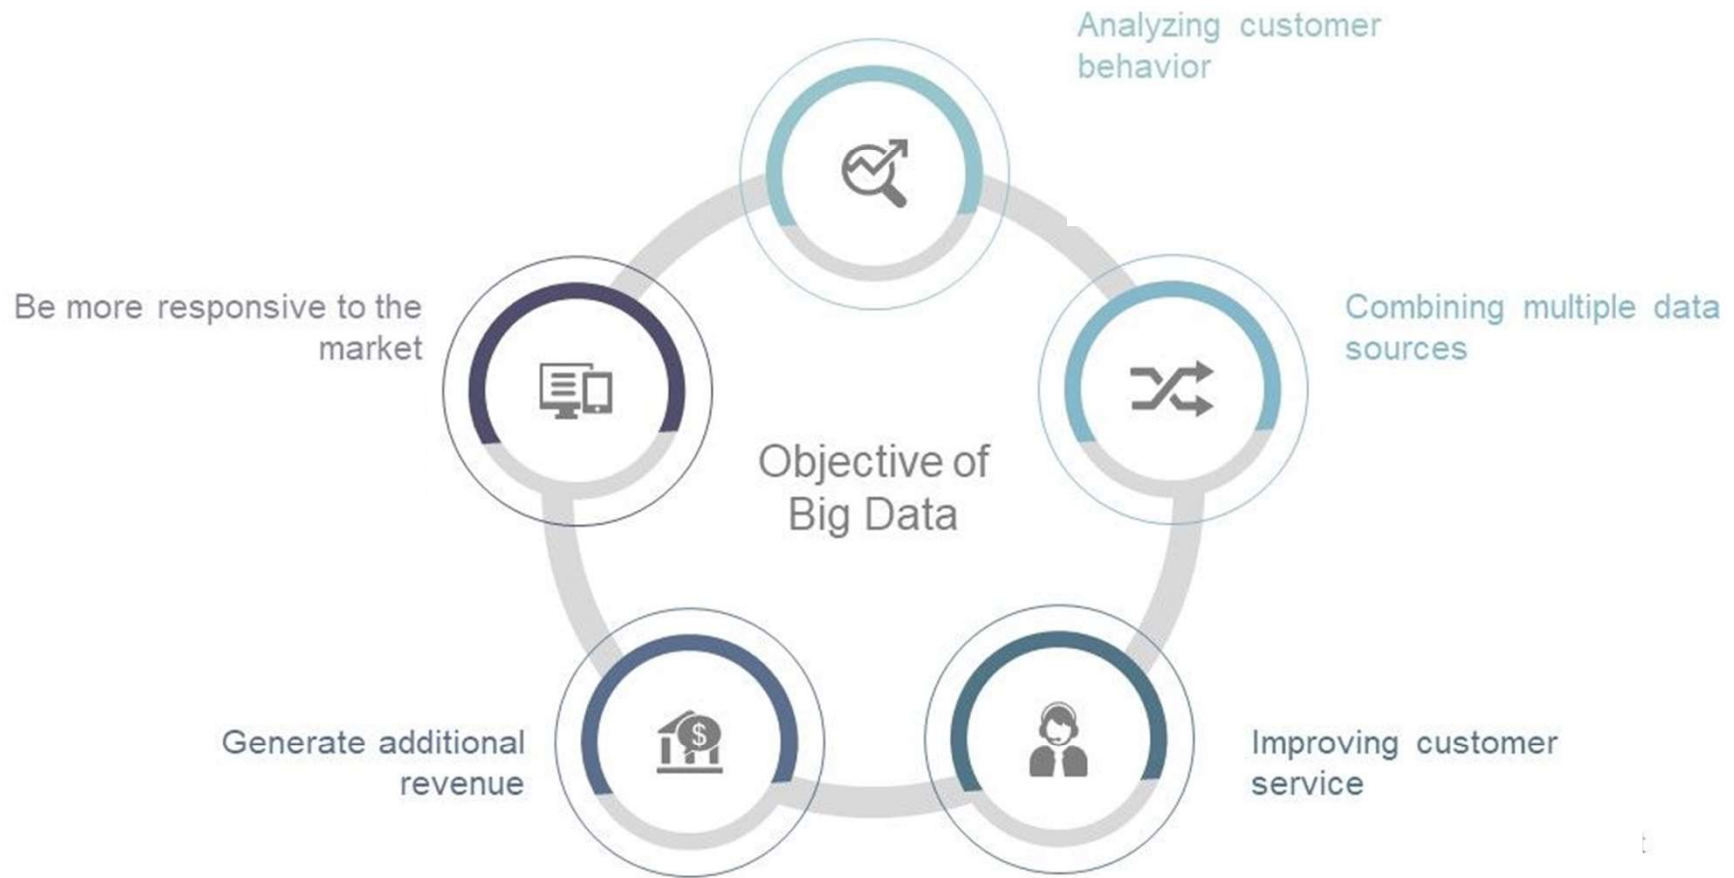 Analyzing customer
behavior
Be more responsive to the
market
Combining multiple data
sources
Objective of
Big Data
$
Generate additional
revenue
Improving customer
service